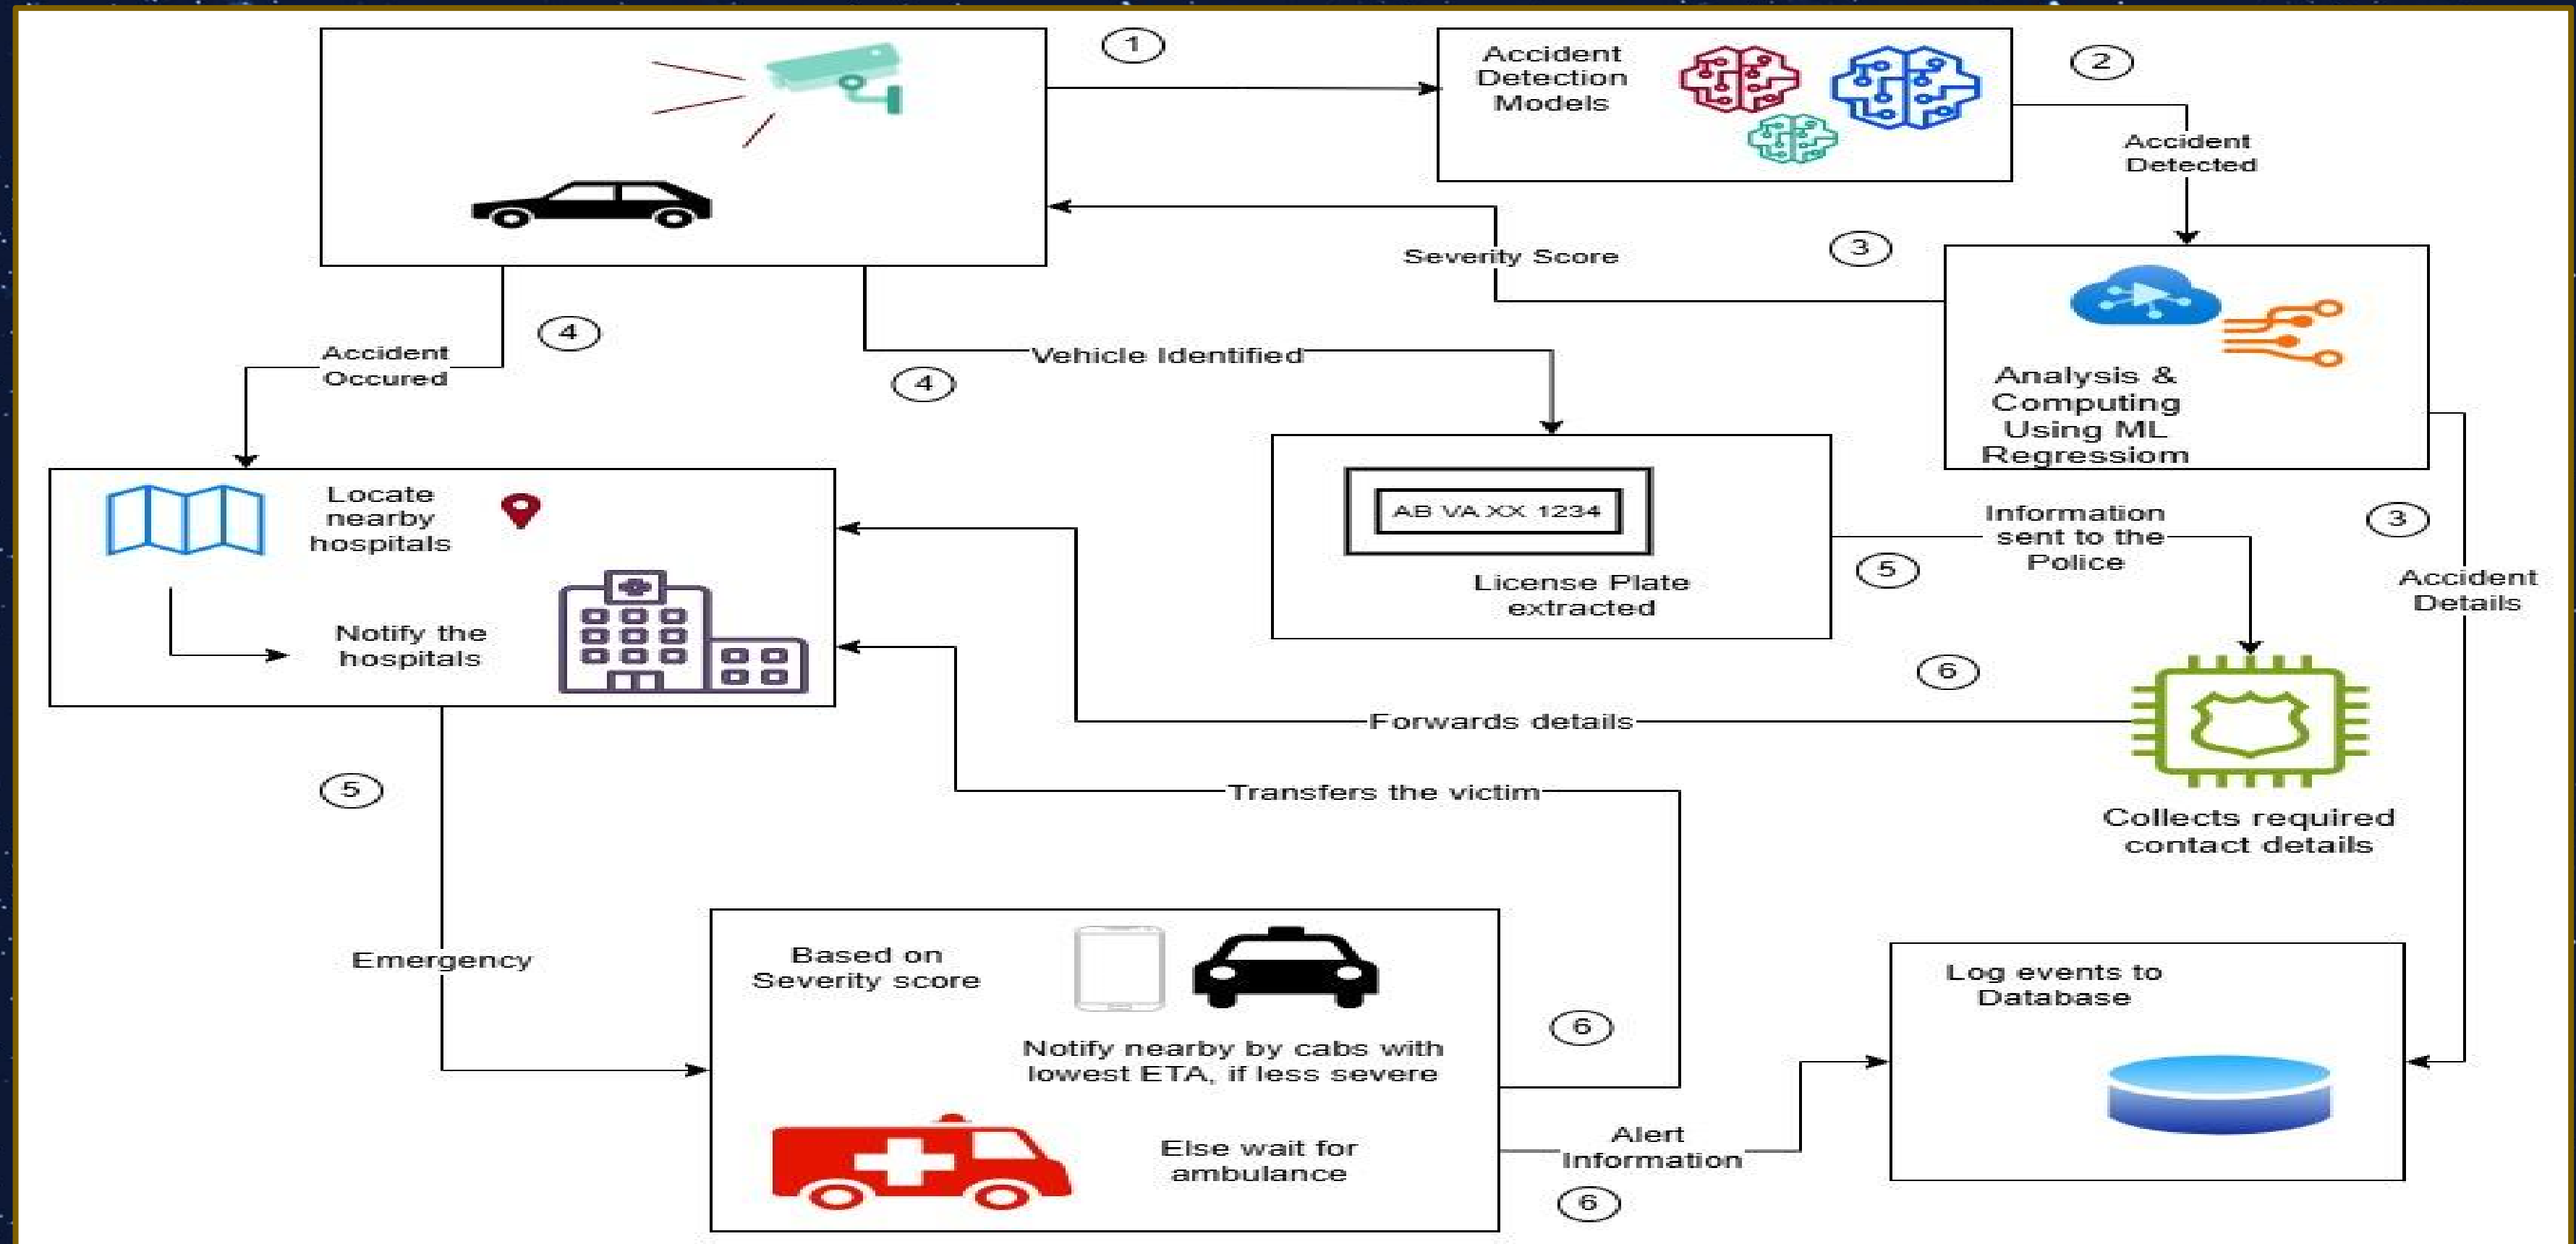 1
Accident
Detection
Models
2
Accident
Detected
Severity Score
3
4
Accident
Occured
Vehicle Identified
4
Analysis &
Computing
Using ML
Regressiom
Locate
nearby
hospitals
Notify the
hospitals
AB VA XX 1234
License Plate
extracted
Information
sent to the
Police
5
3
Accident
Details
6
Forwards details
Transfers the victim
5
Collects required
contact details
Emergency
Based on
Severity score
Notify nearby by cabs with
lowest ETA, if less severe
Else wait for
ambulance
6
Alert
Information
6
Log events to
Database